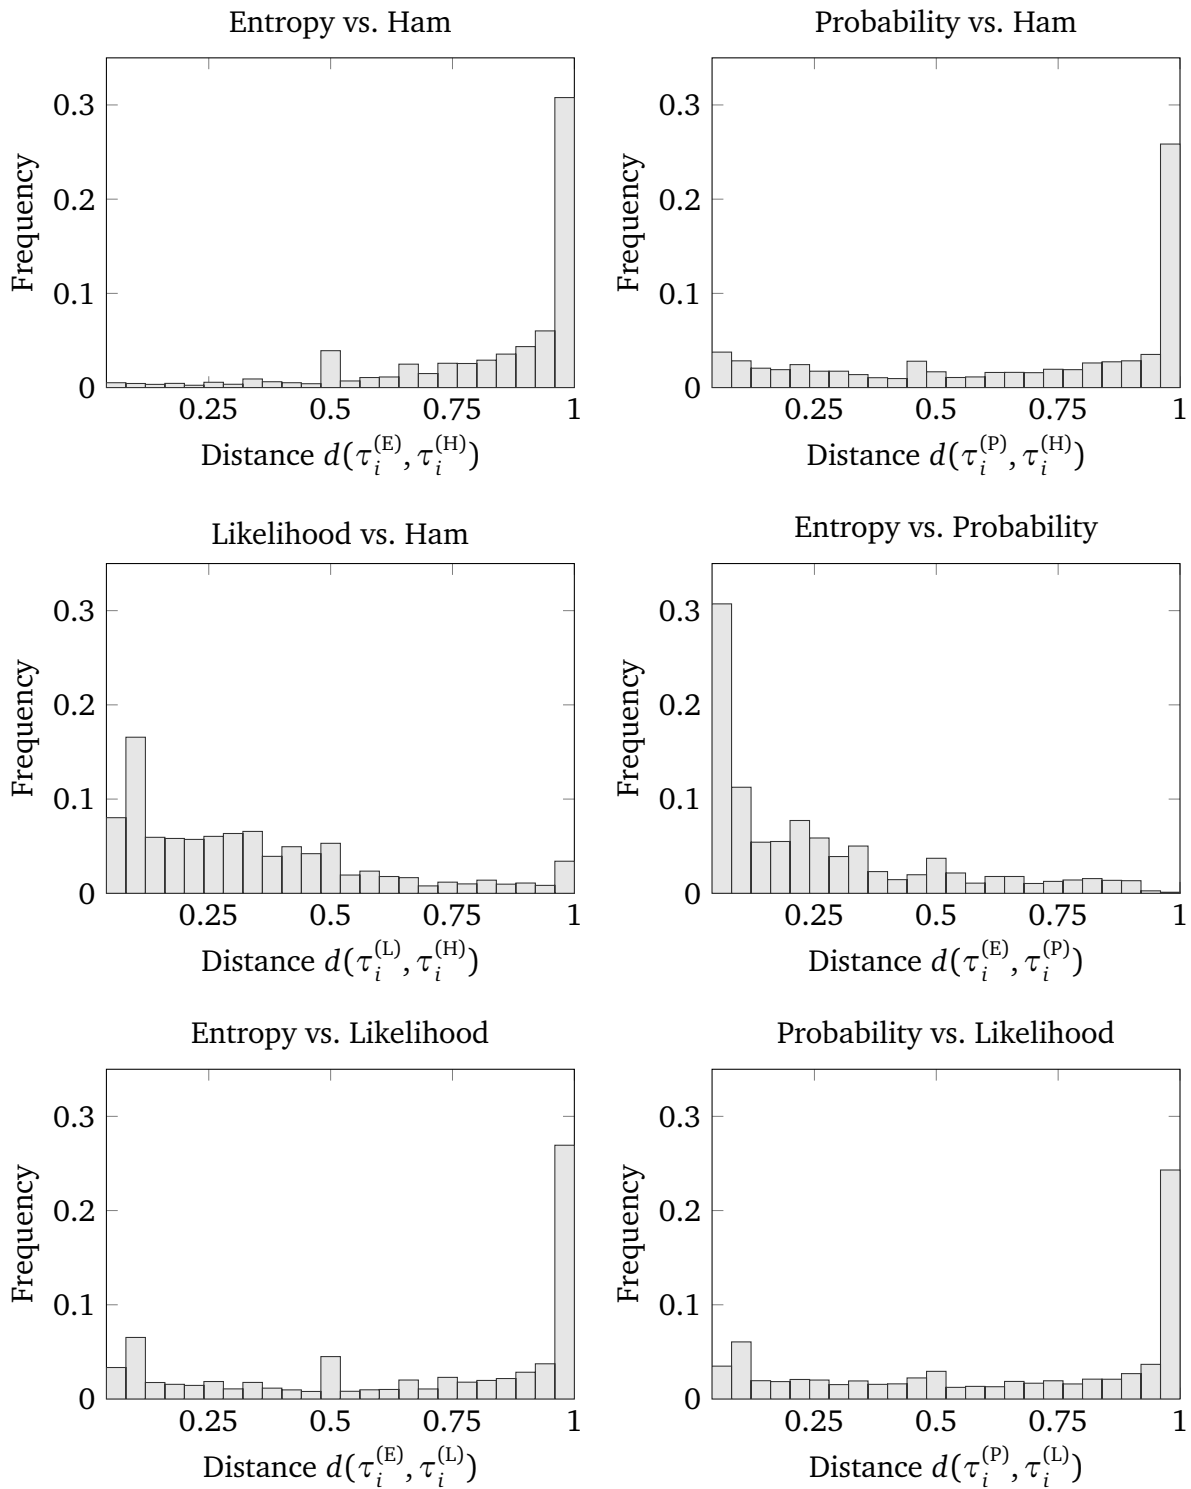 Entropy vs. Ham
Frequency
0.3
0.2
0.1
0
0.25 0.5 0.75 1
Distance d(τ_i^(E), τ_i^(H))
Probability vs. Ham
Frequency
0.3
0.2
0.1
0
0.25 0.5 0.75 1
Distance d(τ_i^(P), τ_i^(H))
Likelihood vs. Ham
Frequency
0.3
0.2
0.1
0
0.25 0.5 0.75 1
Distance d(τ_i^(L), τ_i^(H))
Entropy vs. Probability
Frequency
0.3
0.2
0.1
0
0.25 0.5 0.75 1
Distance d(τ_i^(E), τ_i^(P))
Entropy vs. Likelihood
Frequency
0.3
0.2
0.1
0
0.25 0.5 0.75 1
Distance d(τ_i^(E), τ_i^(L))
Probability vs. Likelihood
Frequency
0.3
0.2
0.1
0
0.25 0.5 0.75 1
Distance d(τ_i^(P), τ_i^(L))